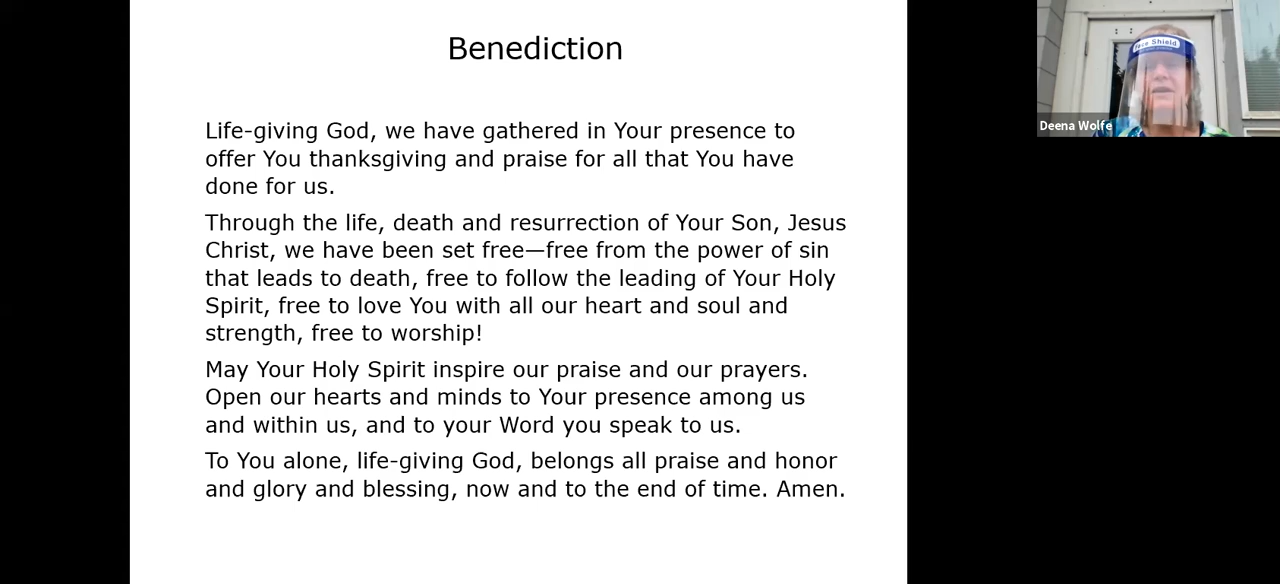 Benediction
Life-giving God, we have gathered in Your presence to
offer You thanksgiving and praise for all that You have
done for us.
Through the life, death and resurrection of Your Son, Jesus
Christ, we have been set free—free from the power of sin
that leads to death, free to follow the leading of Your Holy
Spirit, free to love You with all our heart and soul and
strength, free to worship!
May Your Holy Spirit inspire our praise and our prayers.
Open our hearts and minds to Your presence among us
and within us, and to your Word you speak to us.
To You alone, life-giving God, belongs all praise and honor
and glory and blessing, now and to the end of time. Amen.
Face Shield
Deena Wolfe